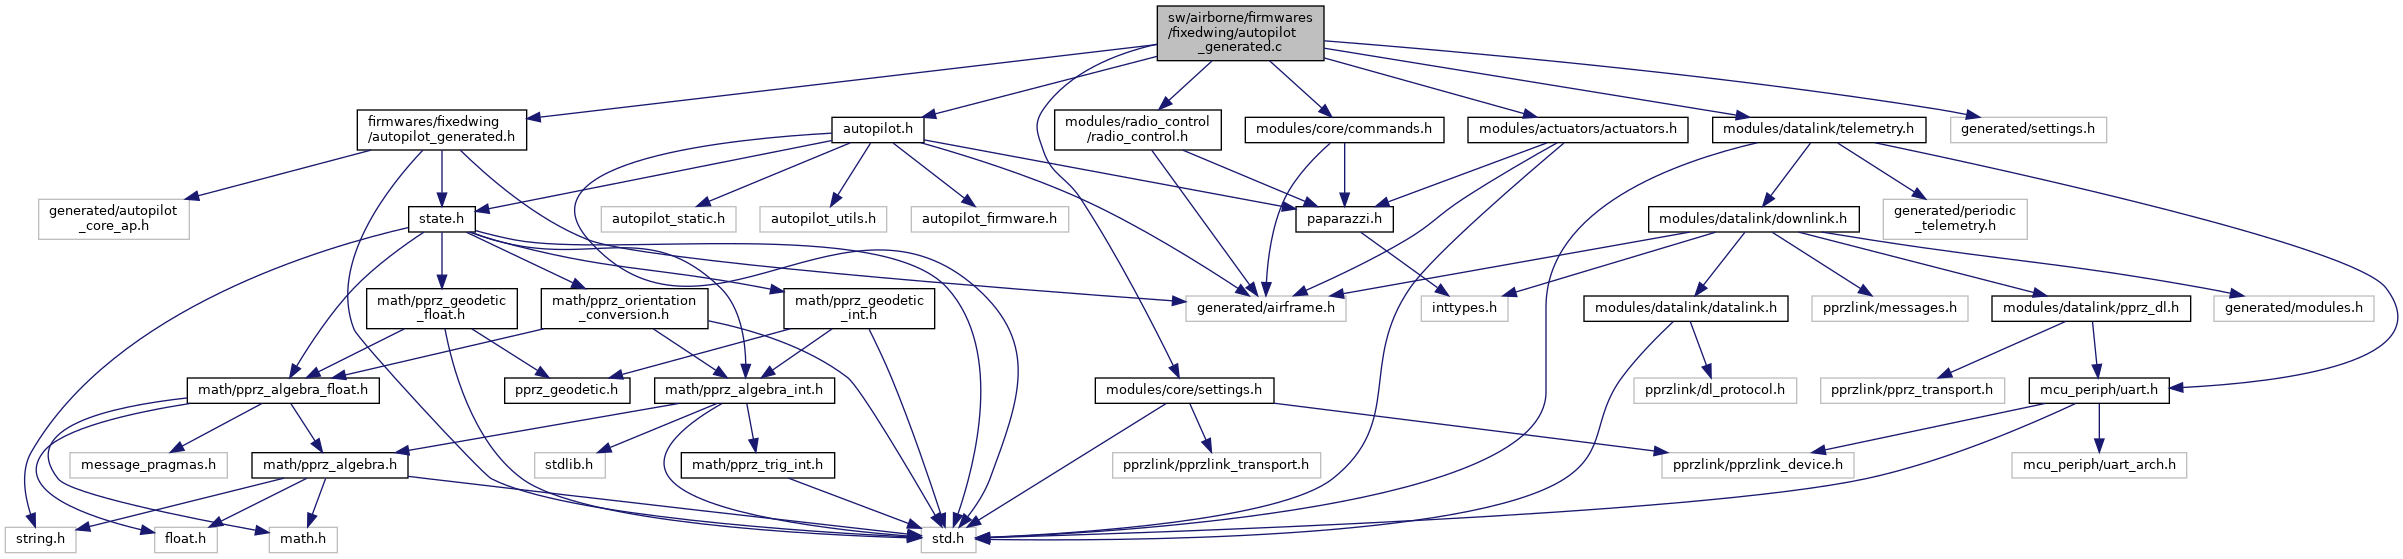 sw/airborne/firmwares
/fixedwing/autopilot
_generated.c
firmwares/fixedwing
/autopilot_generated.h
autopilot.h
modules/radio_control
/radio_control.h
modules/core/commands.h
modules/actuators/actuators.h
modules/datalink/telemetry.h
generated/settings.h
generated/autopilot
_core_ap.h
state.h
autopilot_static.h
autopilot_utils.h
autopilot_firmware.h
paparazzi.h
modules/datalink/downlink.h
generated/periodic
_telemetry.h
math/pprz_geodetic
_float.h
math/pprz_orientation
_conversion.h
math/pprz_geodetic
_int.h
generated/airframe.h
inttypes.h
modules/datalink/datalink.h
pprzlink/messages.h
modules/datalink/pprz_dl.h
generated/modules.h
math/pprz_algebra_float.h
pprz_geodetic.h
math/pprz_algebra_int.h
modules/core/settings.h
pprzlink/dl_protocol.h
pprzlink/pprz_transport.h
mcu_periph/uart.h
message_pragmas.h
math/pprz_algebra.h
stdlib.h
math/pprz_trig_int.h
pprzlink/pprzlink_transport.h
pprzlink/pprzlink_device.h
mcu_periph/uart_arch.h
string.h
float.h
math.h
std.h